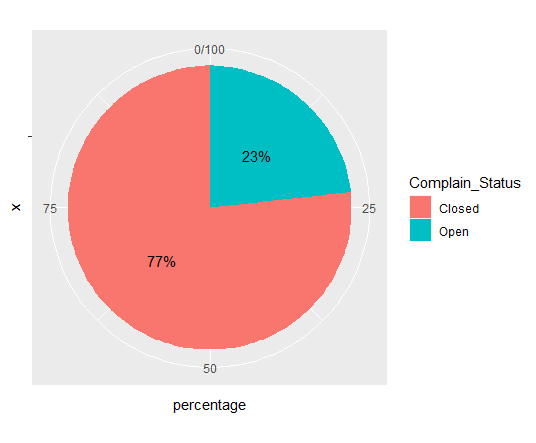 0/100
23%
Complain_Status
Closed
Open
x
75
25
77%
50
percentage